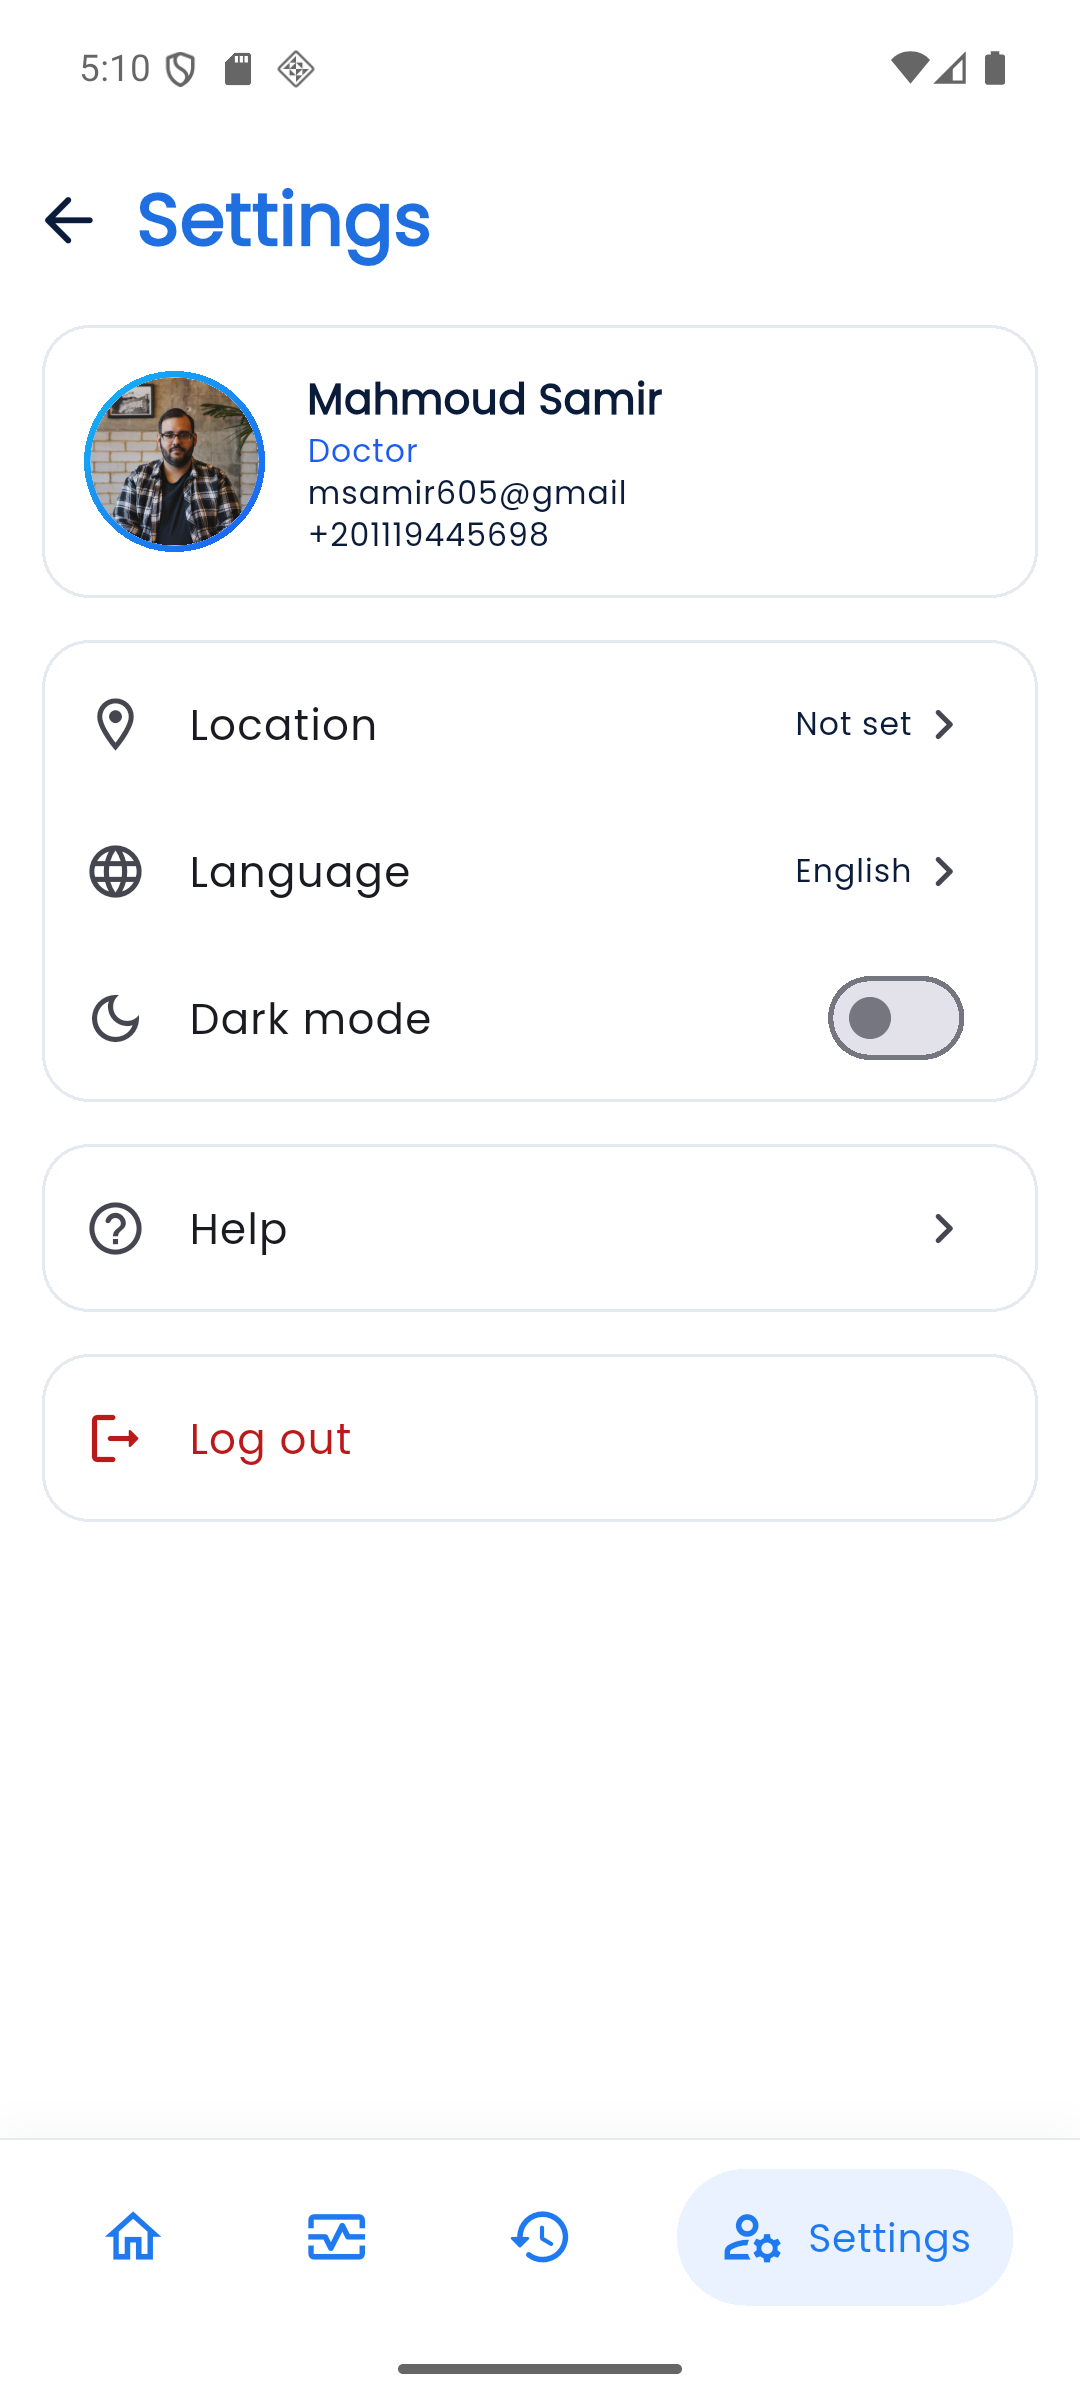 5:10
Settings
Mahmoud Samir
Doctor
msamir605@gmail
+201119445698
Location
Not set
Language
English
Dark mode
Help
Log out
Settings